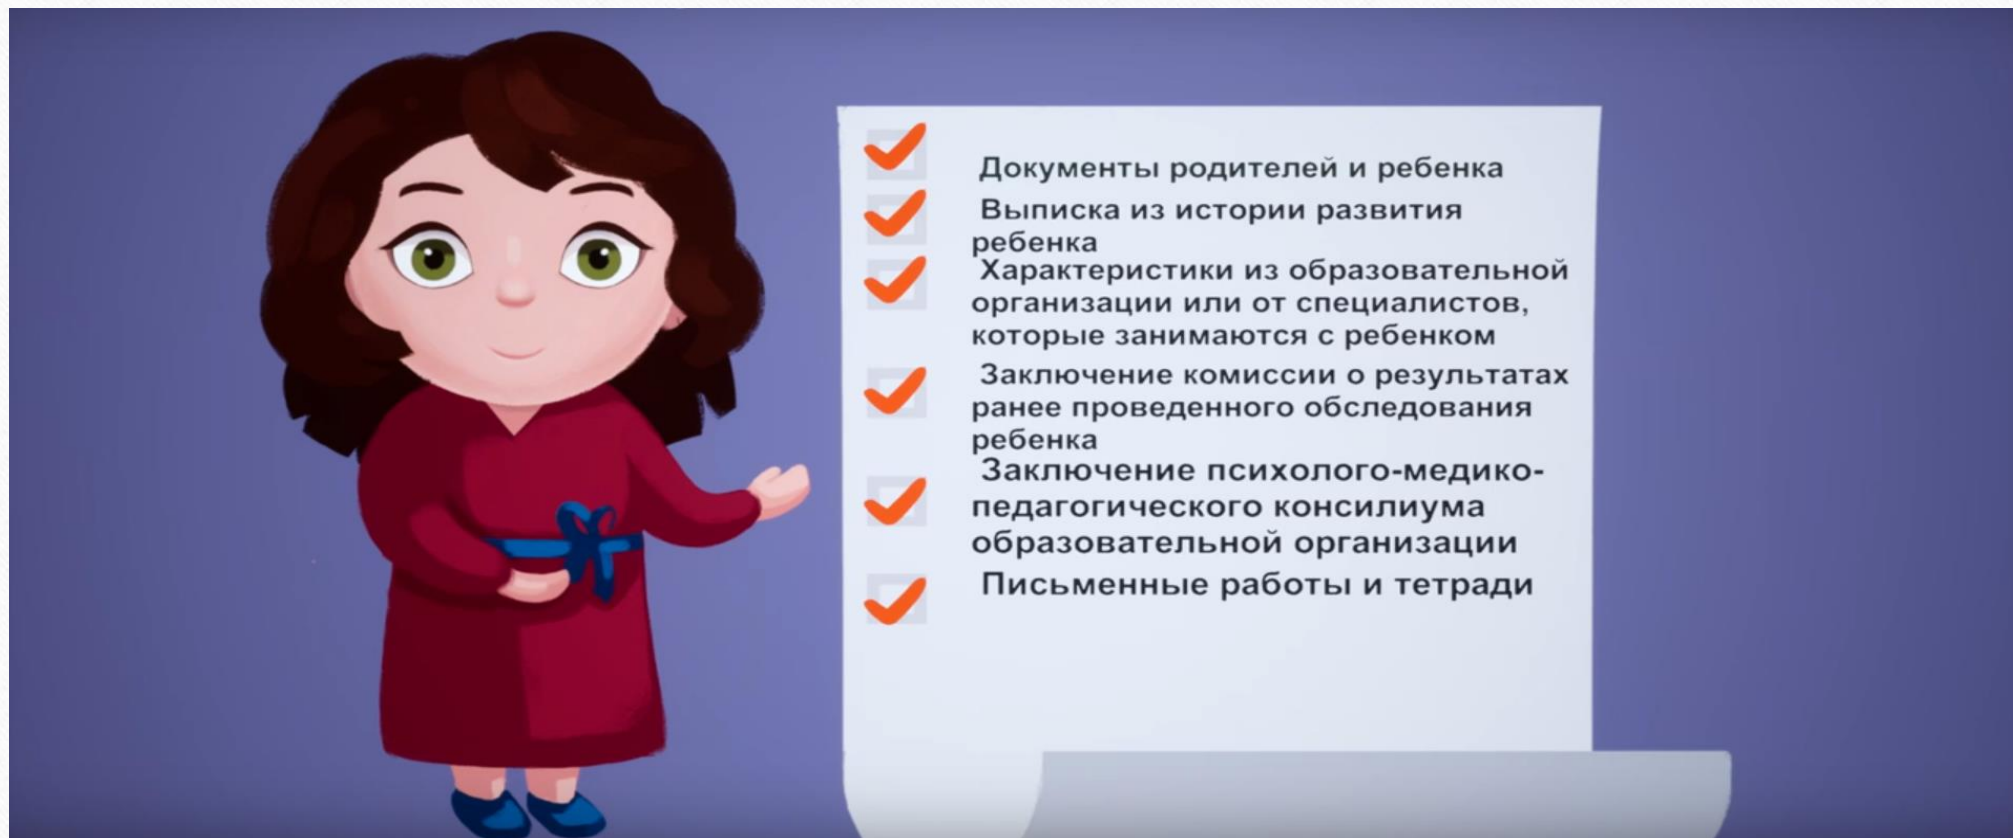 Документы родителей и ребенка
Выписка из истории развития
ребенка
Характеристики из образовательной
организации или от специалистов,
которые занимаются с ребенком
Заключение комиссии о результатах
ранее проведенного обследования
ребенка
Заключение психолого-медико-
педагогического консилиума
образовательной организации
Письменные работы и тетради